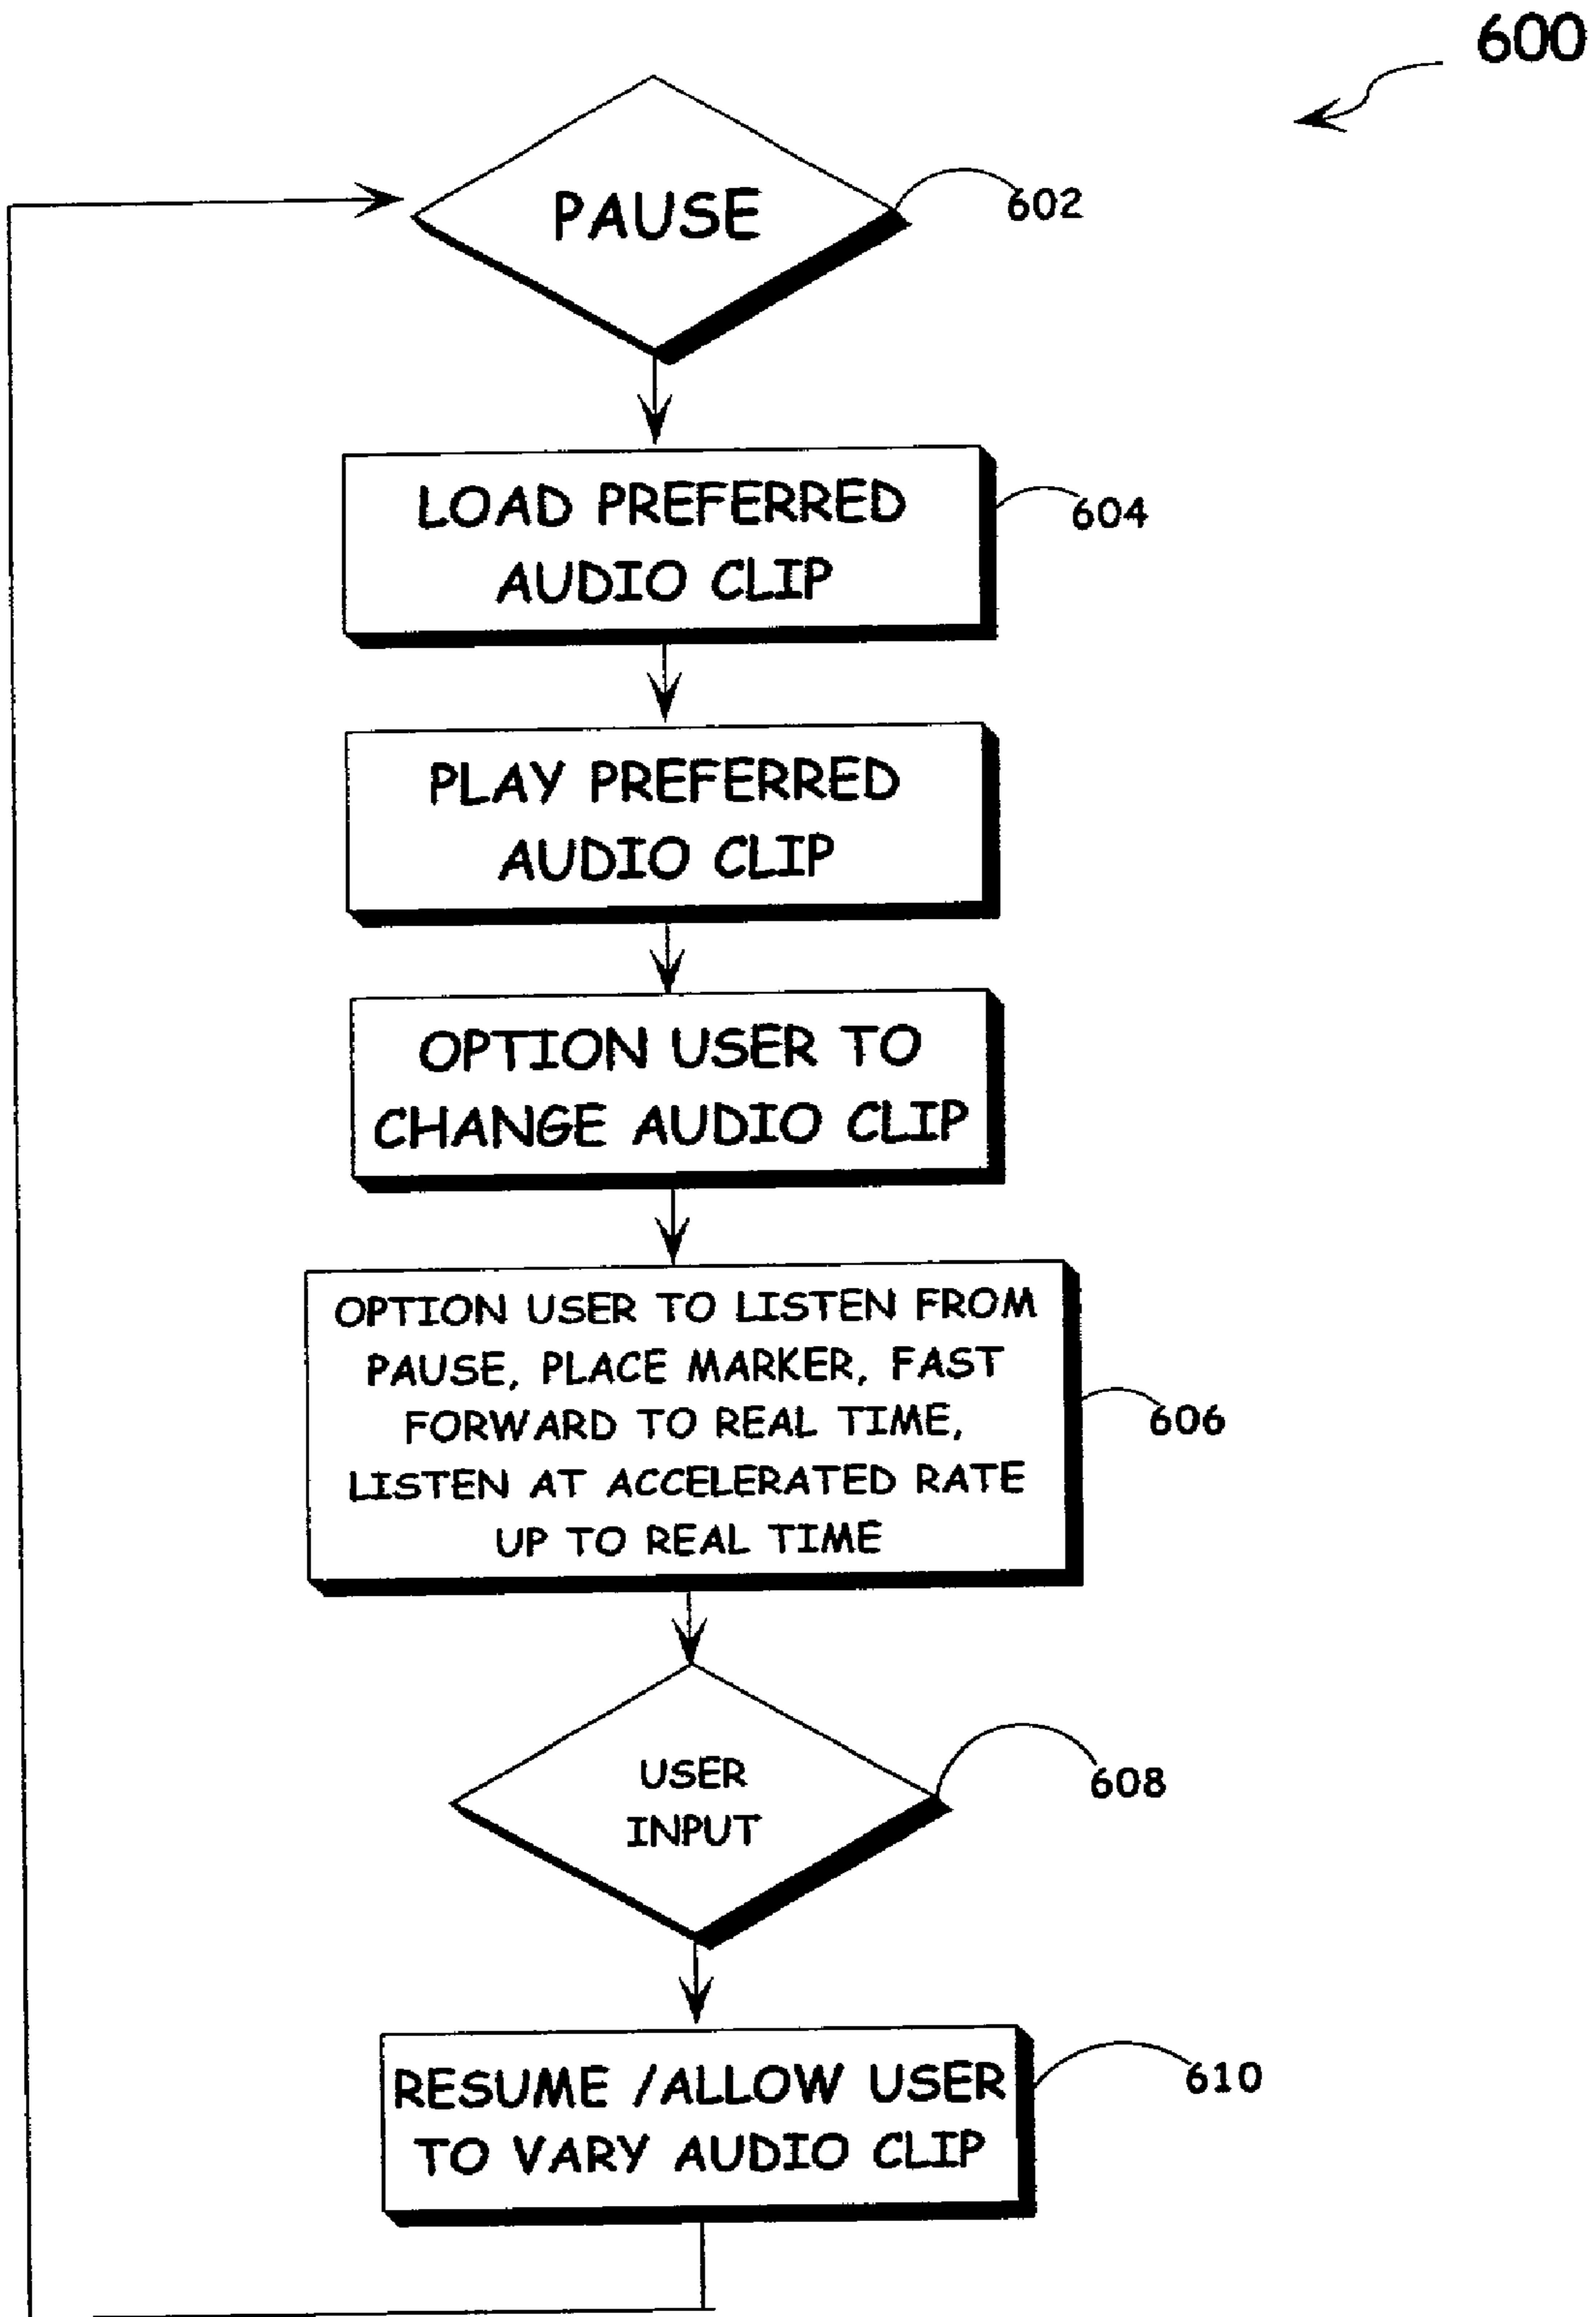 600
PAUSE
602
LOAD PREFERRED
AUDIO CLIP
604
PLAY PREFERRED
AUDIO CLIP
OPTION USER TO
CHANGE AUDIO CLIP
OPTION USER TO LISTEN FROM
PAUSE, PLACE MARKER, FAST
FORWARD TO REAL TIME,
LISTEN AT ACCELERATED RATE
UP TO REAL TIME
606
USER
INPUT
608
RESUME /ALLOW USER
TO VARY AUDIO CLIP
610